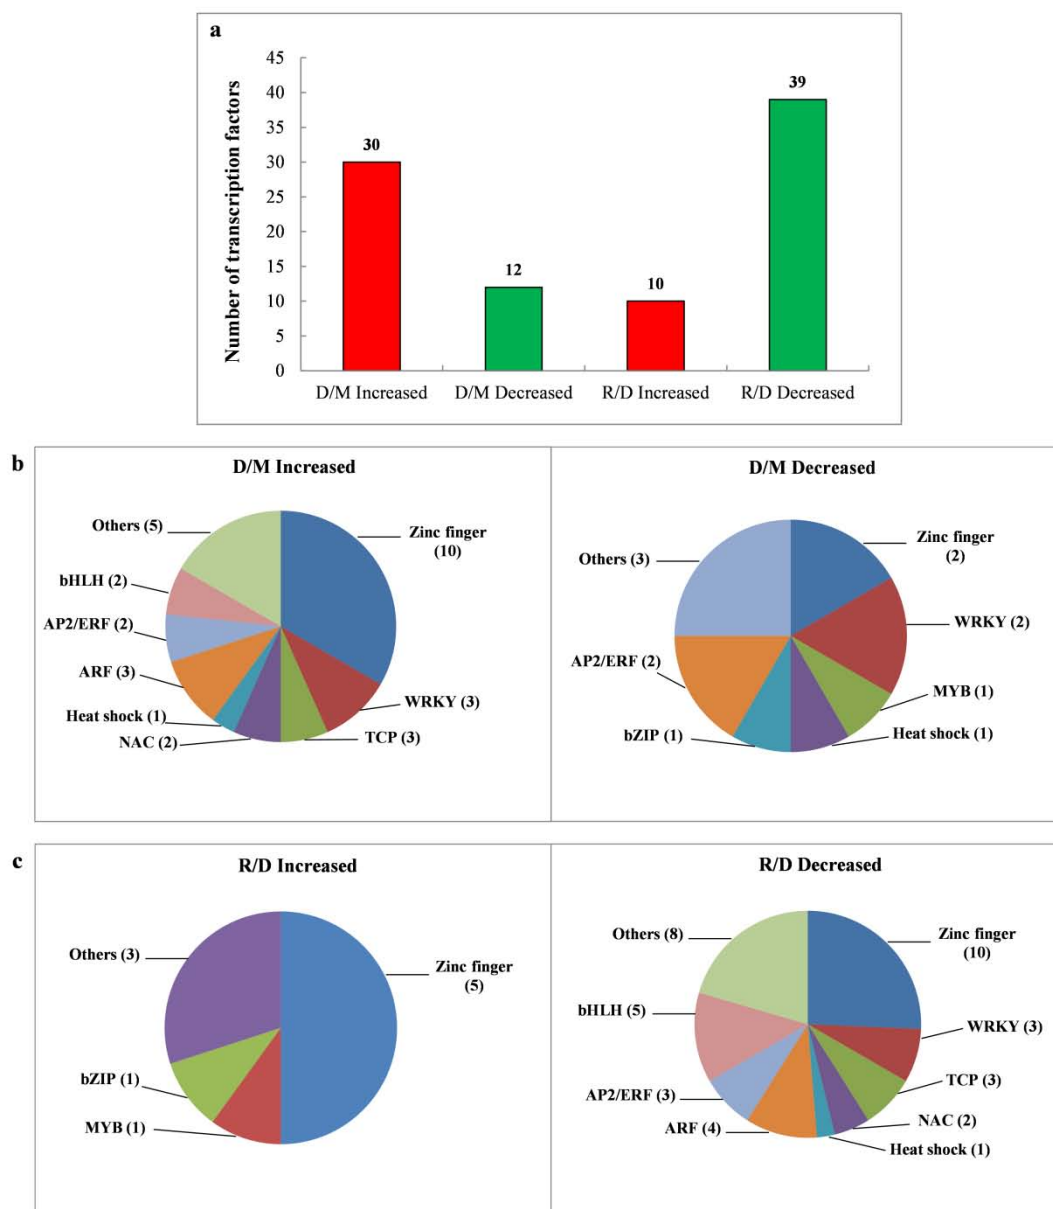 a
Number of transcription factors
45
40
35
30
25
20
15
10
5
0
30
12
10
39
D/M Increased
D/M Decreased
R/D Increased
R/D Decreased
b
D/M Increased
Others (5)
bHLH (2)
AP2/ERF (2)
ARF (3)
Heat shock (1)
NAC (2)
Zinc finger
(10)
WRKY (3)
TCP (3)
D/M Decreased
Others (3)
AP2/ERF (2)
bZIP (1)
Zinc finger
(2)
WRKY (2)
MYB (1)
Heat shock (1)
c
R/D Increased
Others (3)
bZIP (1)
MYB (1)
Zinc finger
(5)
R/D Decreased
Others (8)
bHLH (5)
AP2/ERF (3)
ARF (4)
Zinc finger
(10)
WRKY (3)
TCP (3)
NAC (2)
Heat shock (1)